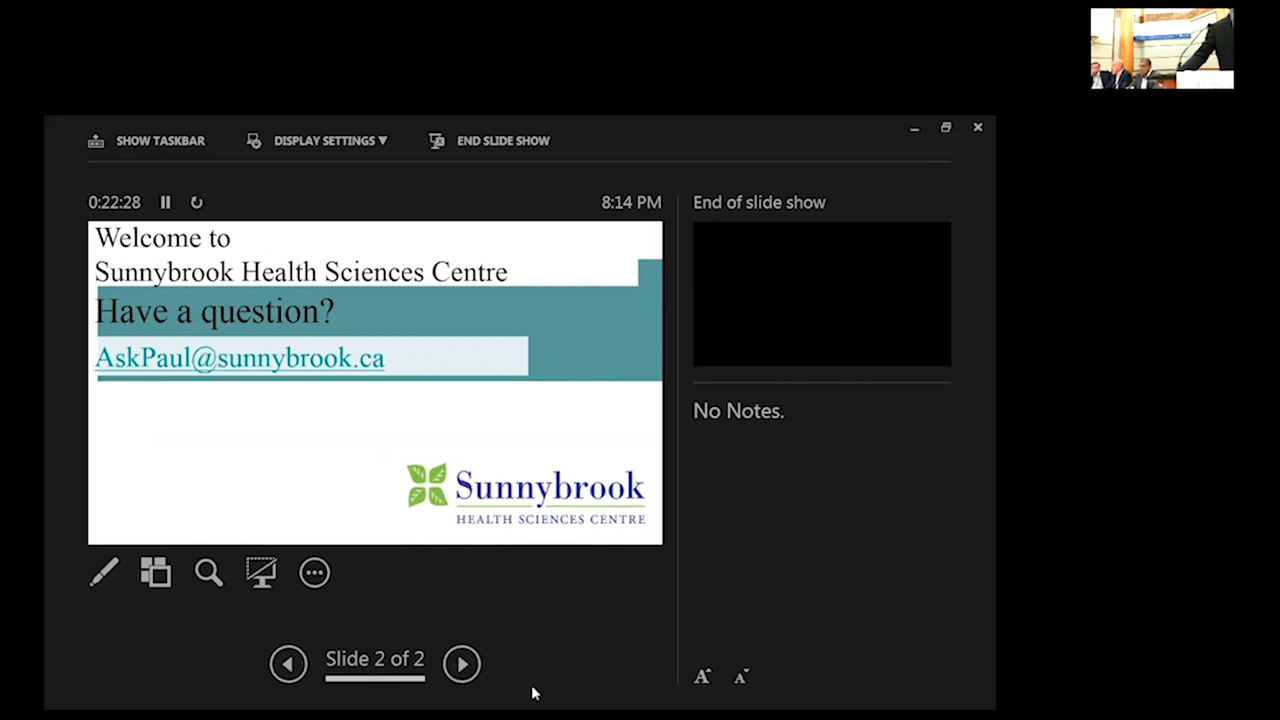 SHOW TASKBAR
DISPLAY SETTINGS ▼
END SLIDE SHOW
0:22:28
8:14 PM
Welcome to
Sunnybrook Health Sciences Centre
Have a question?
AskPaul@sunnybrook.ca
Sunnybrook
HEALTH SCIENCES CENTRE
Slide 2 of 2
End of slide show
No Notes.
A
A